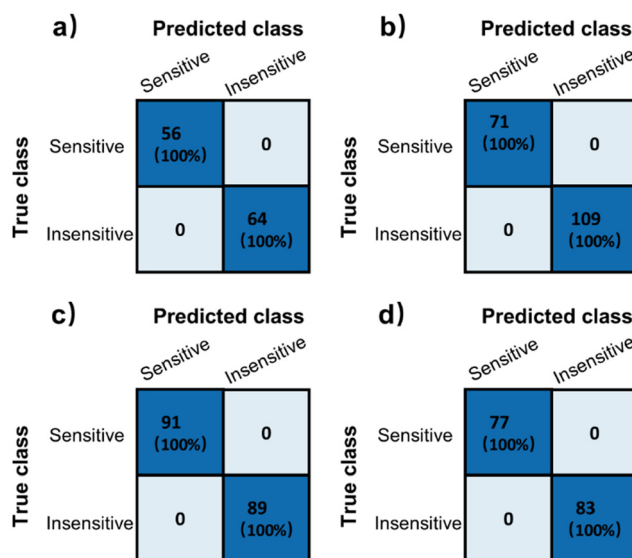 a) Predicted class
Sensitive Insensitive
True class
Sensitive 56 (100%) 0
Insensitive 0 64 (100%)
b) Predicted class
Sensitive Insensitive
True class
Sensitive 71 (100%) 0
Insensitive 0 109 (100%)
c) Predicted class
Sensitive Insensitive
True class
Sensitive 91 (100%) 0
Insensitive 0 89 (100%)
d) Predicted class
Sensitive Insensitive
True class
Sensitive 77 (100%) 0
Insensitive 0 83 (100%)